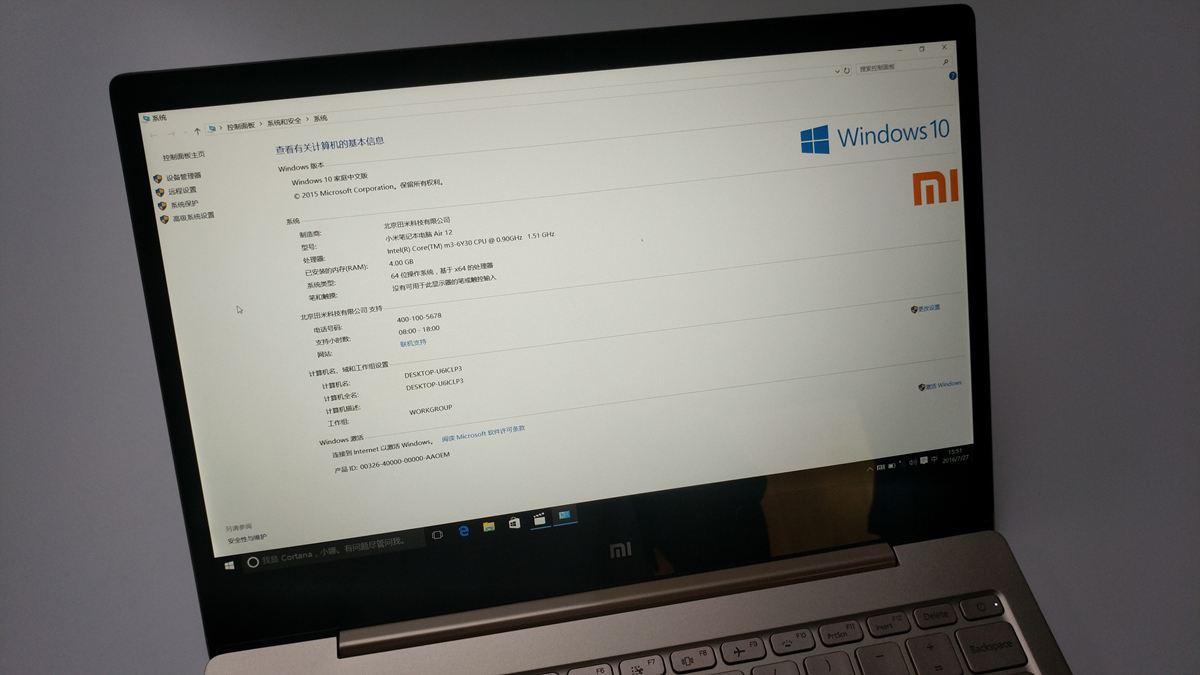 系统
控制面板 > 系统和安全 > 系统
搜索控制面板
控制面板主页
设备管理器
远程设置
系统保护
高级系统设置
查看有关计算机的基本信息
Windows 版本
Windows 10 家庭中文版
© 2015 Microsoft Corporation。保留所有权利。
Windows 10
mi
系统
制造商: 北京田米科技有限公司
型号: 小米笔记本电脑 Air 12
处理器: Intel(R) Core(TM) m3-6Y30 CPU @ 0.90GHz 1.51 GHz
已安装的内存(RAM): 4.00 GB
系统类型: 64 位操作系统，基于 x64 的处理器
笔和触摸: 没有可用于此显示器的笔或触控输入
北京田米科技有限公司 支持
电话号码: 400-100-5678
支持小时数: 08:00 - 18:00
网站: 联机支持
计算机名、域和工作组设置
计算机名: DESKTOP-U6ICLP3
更改设置
计算机全名: DESKTOP-U6ICLP3
计算机描述:
工作组: WORKGROUP
Windows 激活
连接到 Internet 以激活 Windows。 阅读 Microsoft 软件许可条款
产品 ID: 00326-40000-00000-AAOEM
激活 Windows
另请参阅
安全性与维护
我是 Cortana，小娜。有问题尽管问我。
mi
中
15:51
2016/7/27
mi
F6
F7
F8
F9
F10
F11
PrtScn
F12
Insert
Delete
Backspace